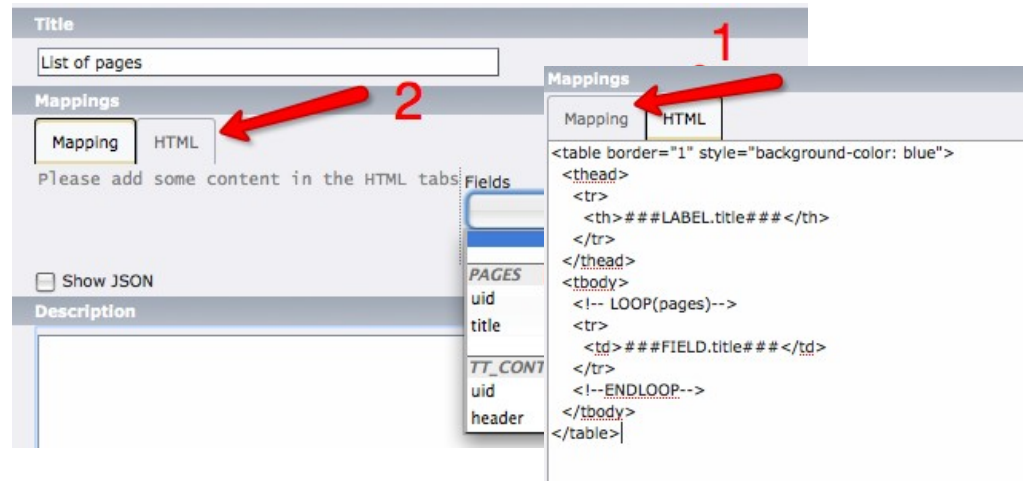 Title
List of pages
Mappings
Mapping HTML
2
Please add some content in the HTML tabs
Fields
PAGES
uid
title
TT_CONT
uid
header
Show JSON
Description
1
Mappings
Mapping HTML
<table border="1" style="background-color: blue">
<thead>
<tr>
<th>###LABEL.title###</th>
</tr>
</thead>
<tbody>
<!-- LOOP(pages)-->
<tr>
<td>###FIELD.title###</td>
</tr>
<!--ENDLOOP-->
</tbody>
</table>